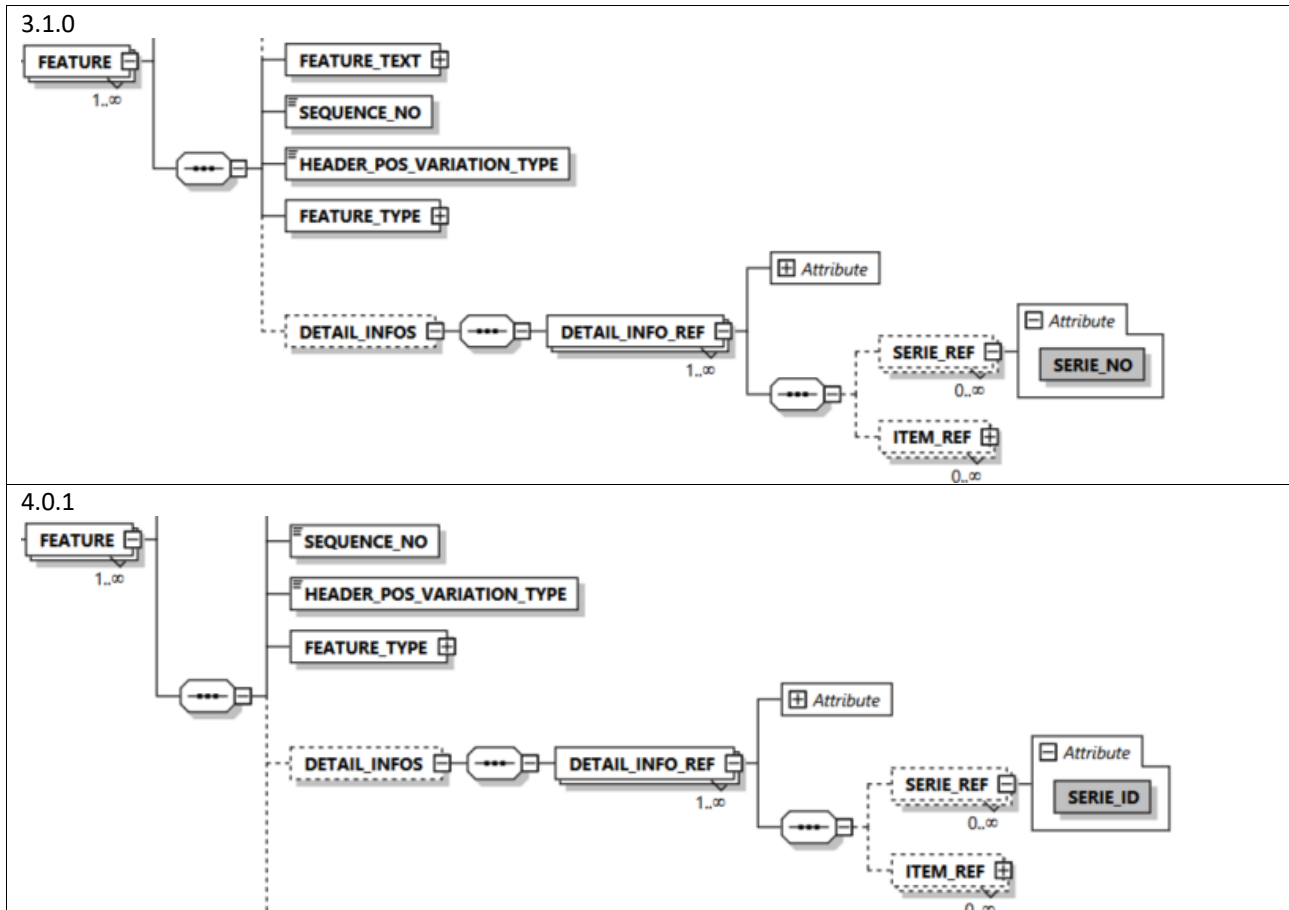 3.1.0
FEATURE
1..∞
FEATURE_TEXT
SEQUENCE_NO
HEADER_POS_VARIATION_TYPE
FEATURE_TYPE
DETAIL_INFOS
DETAIL_INFO_REF
1..∞
Attribute
SERIE_REF
0..∞
Attribute
SERIE_NO
ITEM_REF
0..∞
4.0.1
FEATURE
1..∞
SEQUENCE_NO
HEADER_POS_VARIATION_TYPE
FEATURE_TYPE
DETAIL_INFOS
DETAIL_INFO_REF
1..∞
Attribute
SERIE_REF
0..∞
Attribute
SERIE_ID
ITEM_REF
0..∞